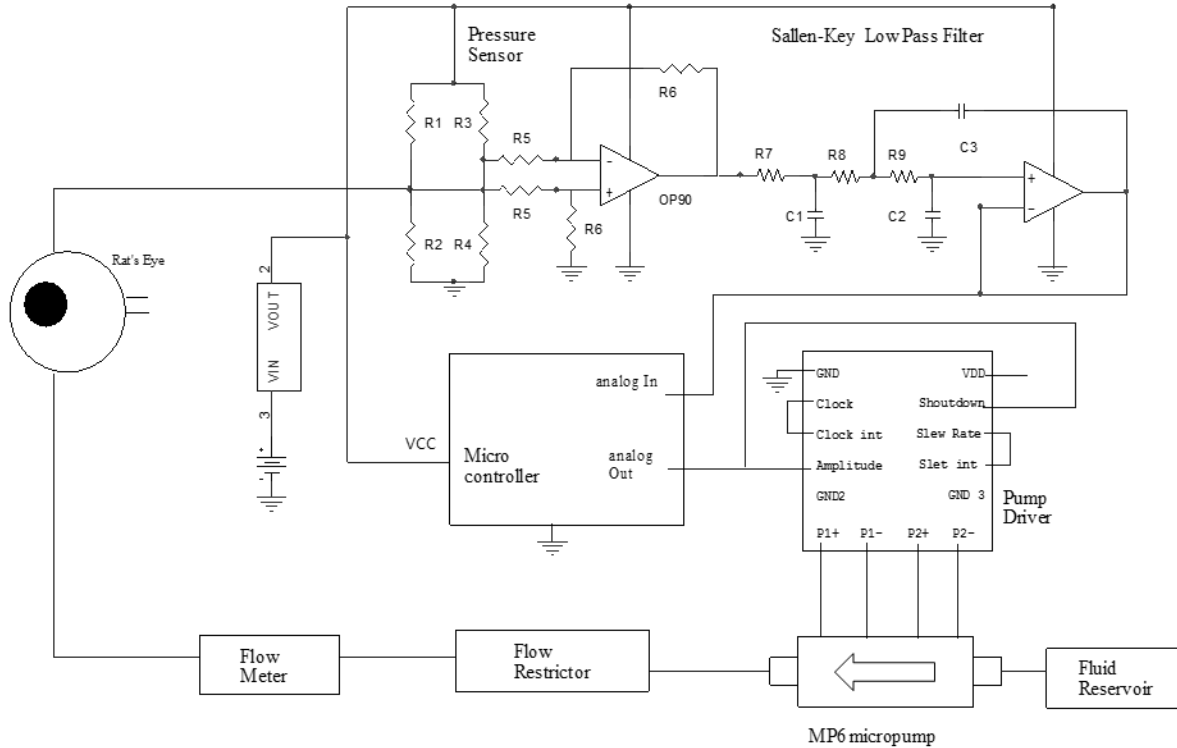 Pressure
Sensor
Sallen-Key Low Pass Filter
R6
R1
R3
R5
-
+
OP90
R5
R6
R2
R4
R7
R8
R9
C3
C1
C2
+
-
Rat's Eye
2
VOUT
VIN
3
+
-
VCC
Micro
controller
analog In
analog
Out
GND
VDD
Clock
Shoutdown
Clock int
Slew Rate
Amplitude
Slet int
GND2
GND 3
P1+
P1-
P2+
P2-
Pump
Driver
Flow
Meter
Flow
Restrictor
Fluid
Reservoir
MP6 micropump